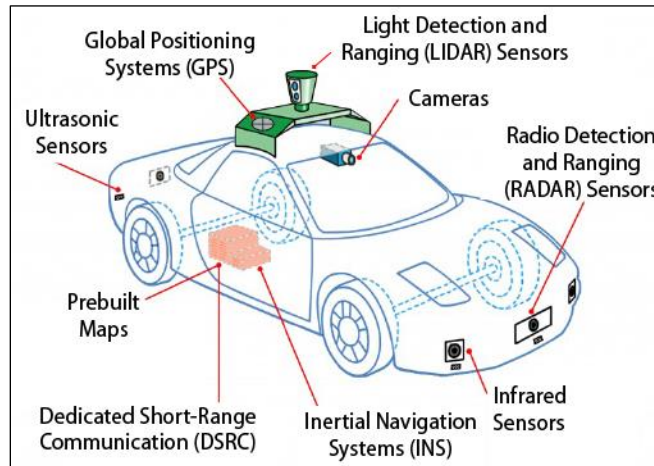 Light Detection and
Ranging (LIDAR) Sensors
Global Positioning
Systems (GPS)
Cameras
Ultrasonic
Sensors
Radio Detection
and Ranging
(RADAR) Sensors
Prebuilt
Maps
Infrared
Sensors
Dedicated Short-Range
Communication (DSRC)
Inertial Navigation
Systems (INS)